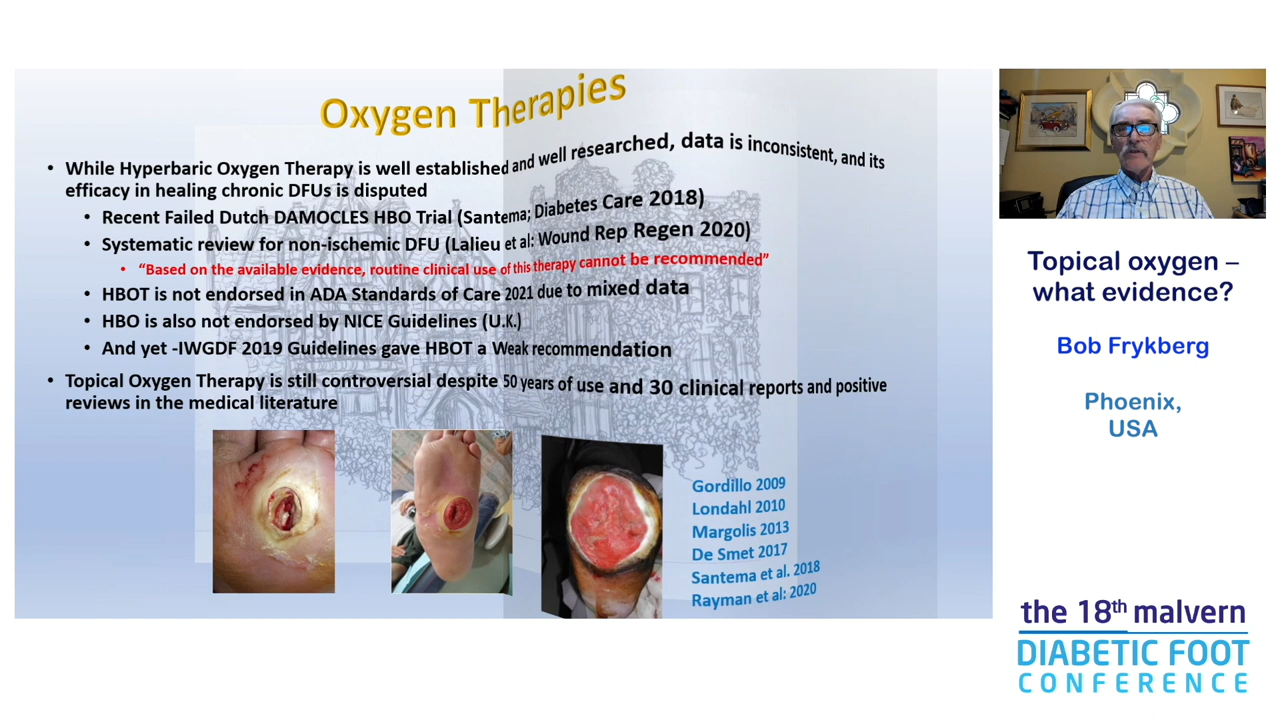 Oxygen Therapies
• While Hyperbaric Oxygen Therapy is well established and well researched, data is inconsistent, and its
efficacy in healing chronic DFUs is disputed
• Recent Failed Dutch DAMOCLES HBO Trial (Santema; Diabetes Care 2018)
• Systematic review for non-ischemic DFU (Lalieu et al: Wound Rep Regen 2020)
• “Based on the available evidence, routine clinical use of this therapy cannot be recommended”
• HBOT is not endorsed in ADA Standards of Care 2021 due to mixed data
• HBO is also not endorsed by NICE Guidelines (U.K.)
• And yet -IWGDF 2019 Guidelines gave HBOT a Weak recommendation
• Topical Oxygen Therapy is still controversial despite 50 years of use and 30 clinical reports and positive
reviews in the medical literature
Gordillo 2009
Londahl 2010
Margolis 2013
De Smet 2017
Santema et al. 2018
Rayman et al: 2020
Topical oxygen –
what evidence?
Bob Frykberg
Phoenix,
USA
the 18th malvern
DIABETIC FOOT
CONFERENCE